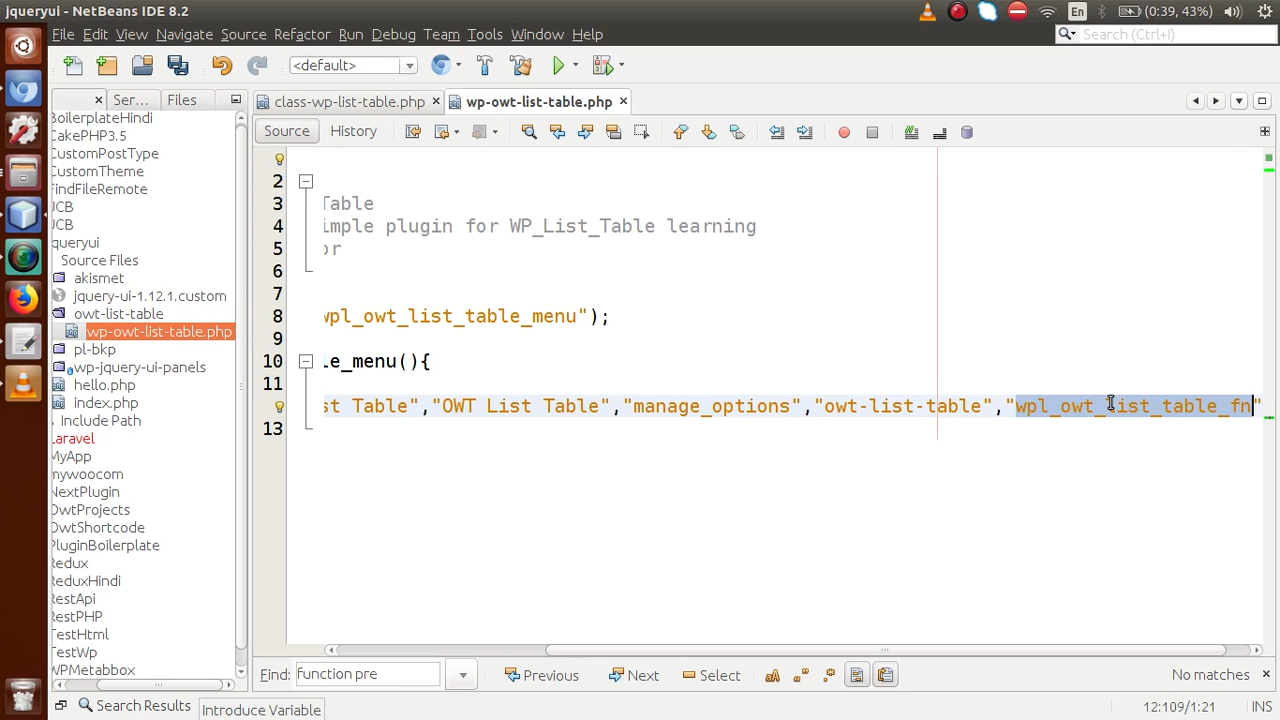 jqueryui - NetBeans IDE 8.2
En
(0:39, 43%)
File Edit View Navigate Source Refactor Run Debug Team Tools Window Help
Search (Ctrl+I)
<default>
Ser... Files
class-wp-list-table.php
wp-owt-list-table.php
Source History
BoilerplateHindi
CakePHP3.5
CustomPostType
CustomTheme
FindFileRemote
JCB
JCB
jqueryui
Source Files
akismet
jquery-ui-1.12.1.custom
owt-list-table
wp-owt-list-table.php
pl-bkp
wp-jquery-ui-panels
hello.php
index.php
Include Path
Laravel
MyApp
mywoocom
NextPlugin
OwtProjects
OwtShortcode
PluginBoilerplate
Redux
ReduxHindi
RestApi
RestPHP
TestHtml
TestWp
WPMetabbox
2
3 Table
4 imple plugin for WP_List_Table learning
5 or
6
7
8 wpl_owt_list_table_menu");
9
10 le_menu(){
11
st Table","OWT List Table","manage_options","owt-list-table","wpl_owt_list_table_fn"
13
Find: function pre
Previous Next Select
No matches
Search Results
Introduce Variable
12:109/1:21
INS